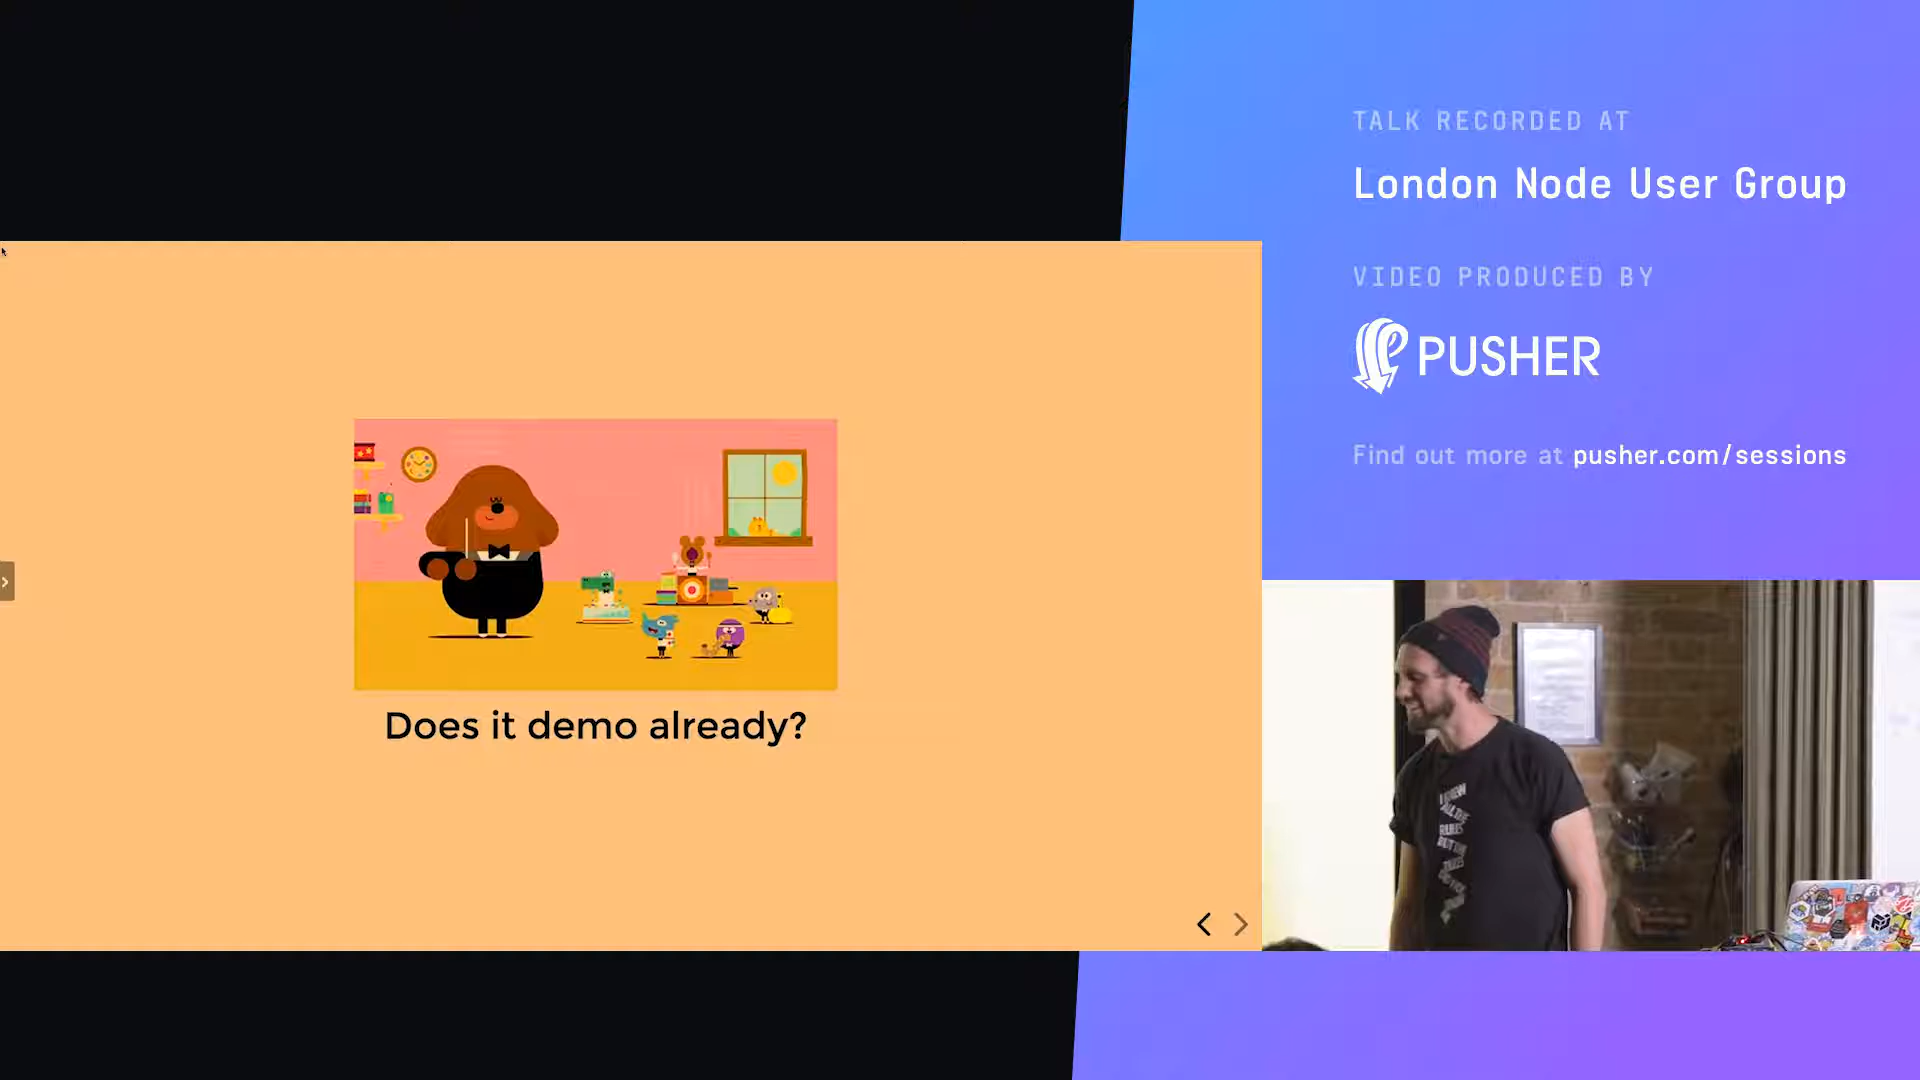 TALK RECORDED AT
London Node User Group
VIDEO PRODUCED BY
PUSHER
Find out more at pusher.com/sessions
Does it demo already?